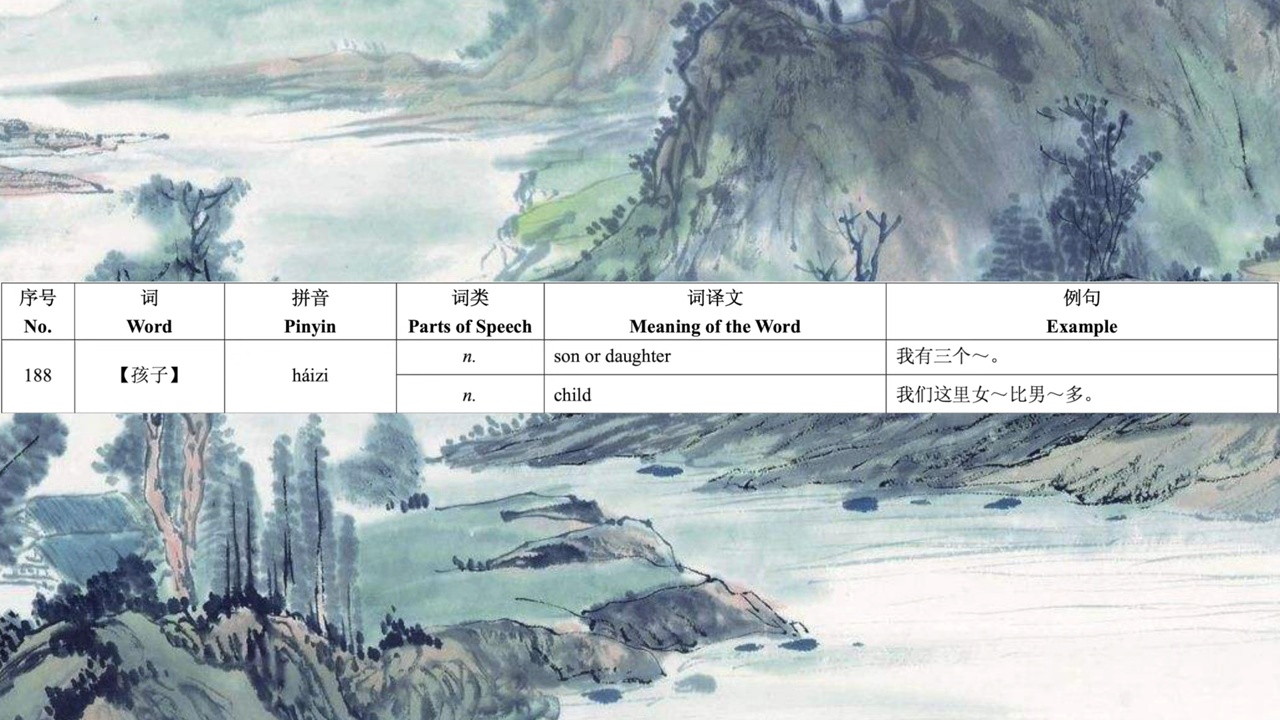 序号 词 拼音 词类 词译文 例句
No. Word Pinyin Parts of Speech Meaning of the Word Example
188 【孩子】 háizi n. son or daughter 我有三个～。
n. child 我们这里女～比男～多。